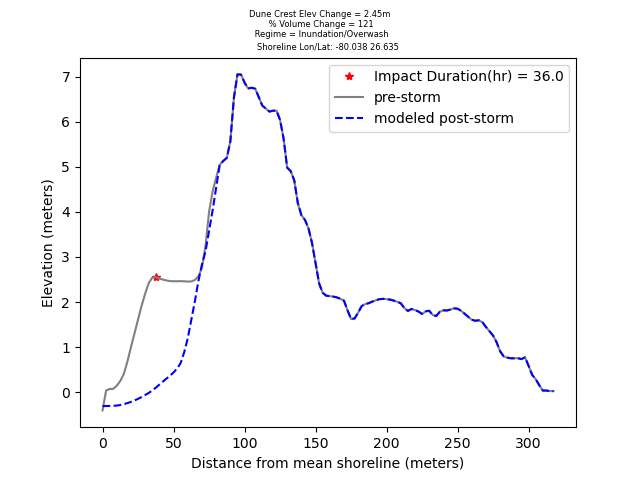 Dune Crest Elev Change = 2.45m
% Volume Change = 121
Regime = Inundation/Overwash
Shoreline Lon/Lat: -80.038 26.635
Impact Duration(hr) = 36.0
pre-storm
modeled post-storm
Elevation (meters)
7
6
5
4
3
2
1
0
0 50 100 150 200 250 300
Distance from mean shoreline (meters)